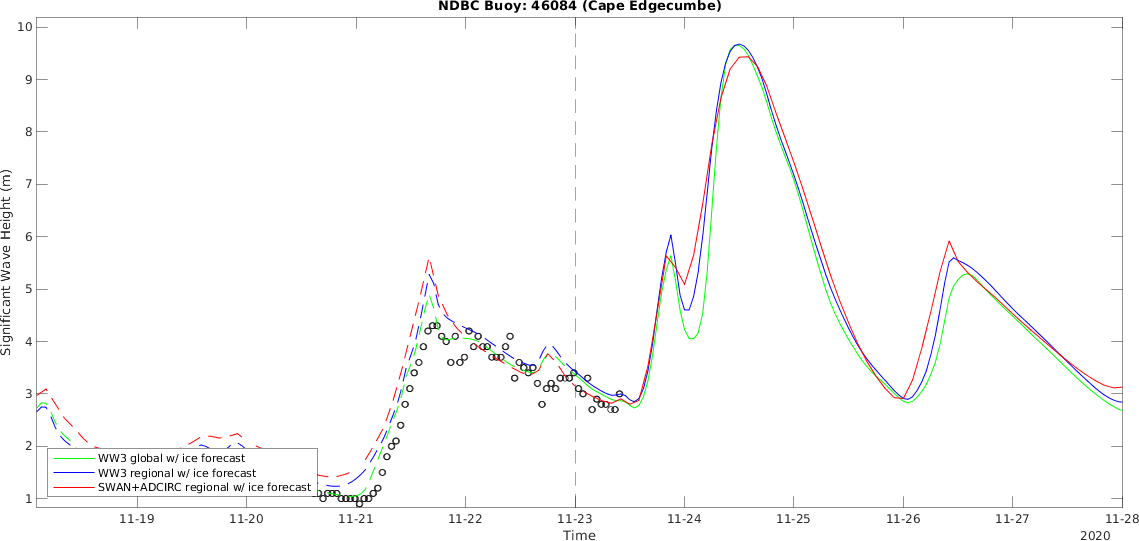 NDBC Buoy: 46084 (Cape Edgecumbe)
10
9
8
7
6
5
4
3
2
1
Significant Wave Height (m)
WW3 global w/ ice forecast
WW3 regional w/ ice forecast
SWAN+ADCIRC regional w/ ice forecast
11-19 11-20 11-21 11-22 11-23 11-24 11-25 11-26 11-27 11-28
Time
2020